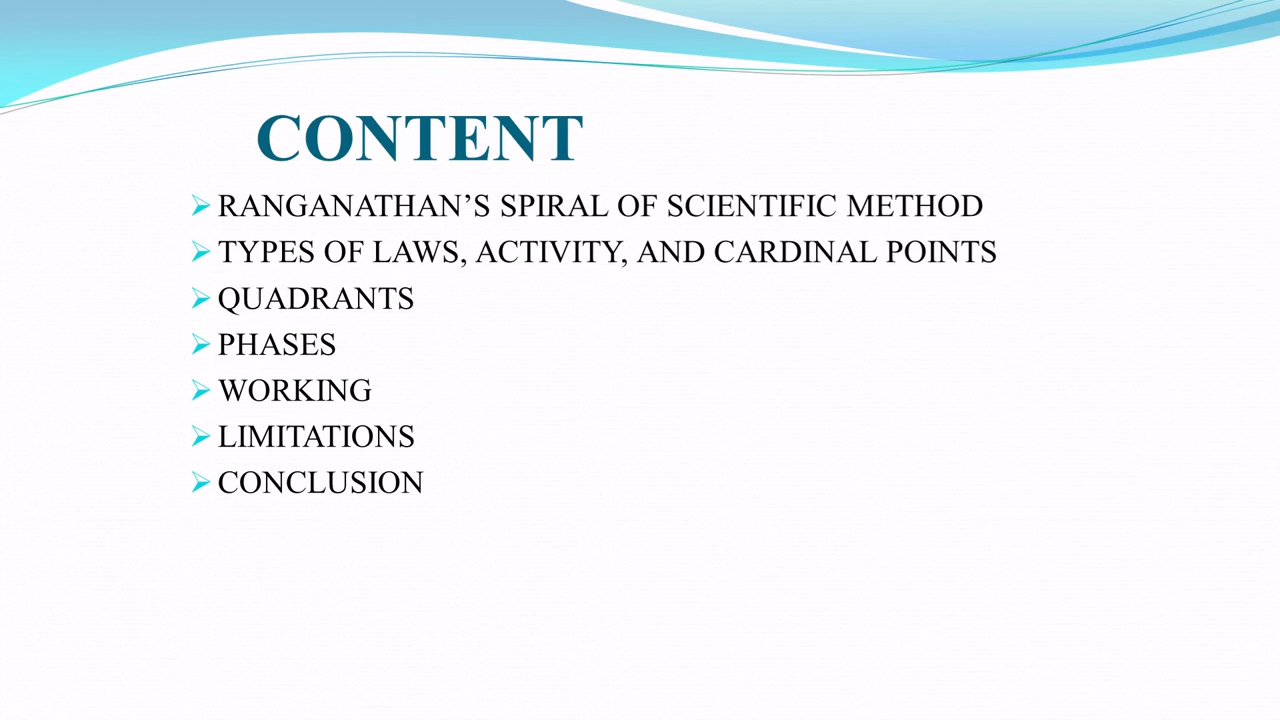 CONTENT
RANGANATHAN’S SPIRAL OF SCIENTIFIC METHOD
TYPES OF LAWS, ACTIVITY, AND CARDINAL POINTS
QUADRANTS
PHASES
WORKING
LIMITATIONS
CONCLUSION